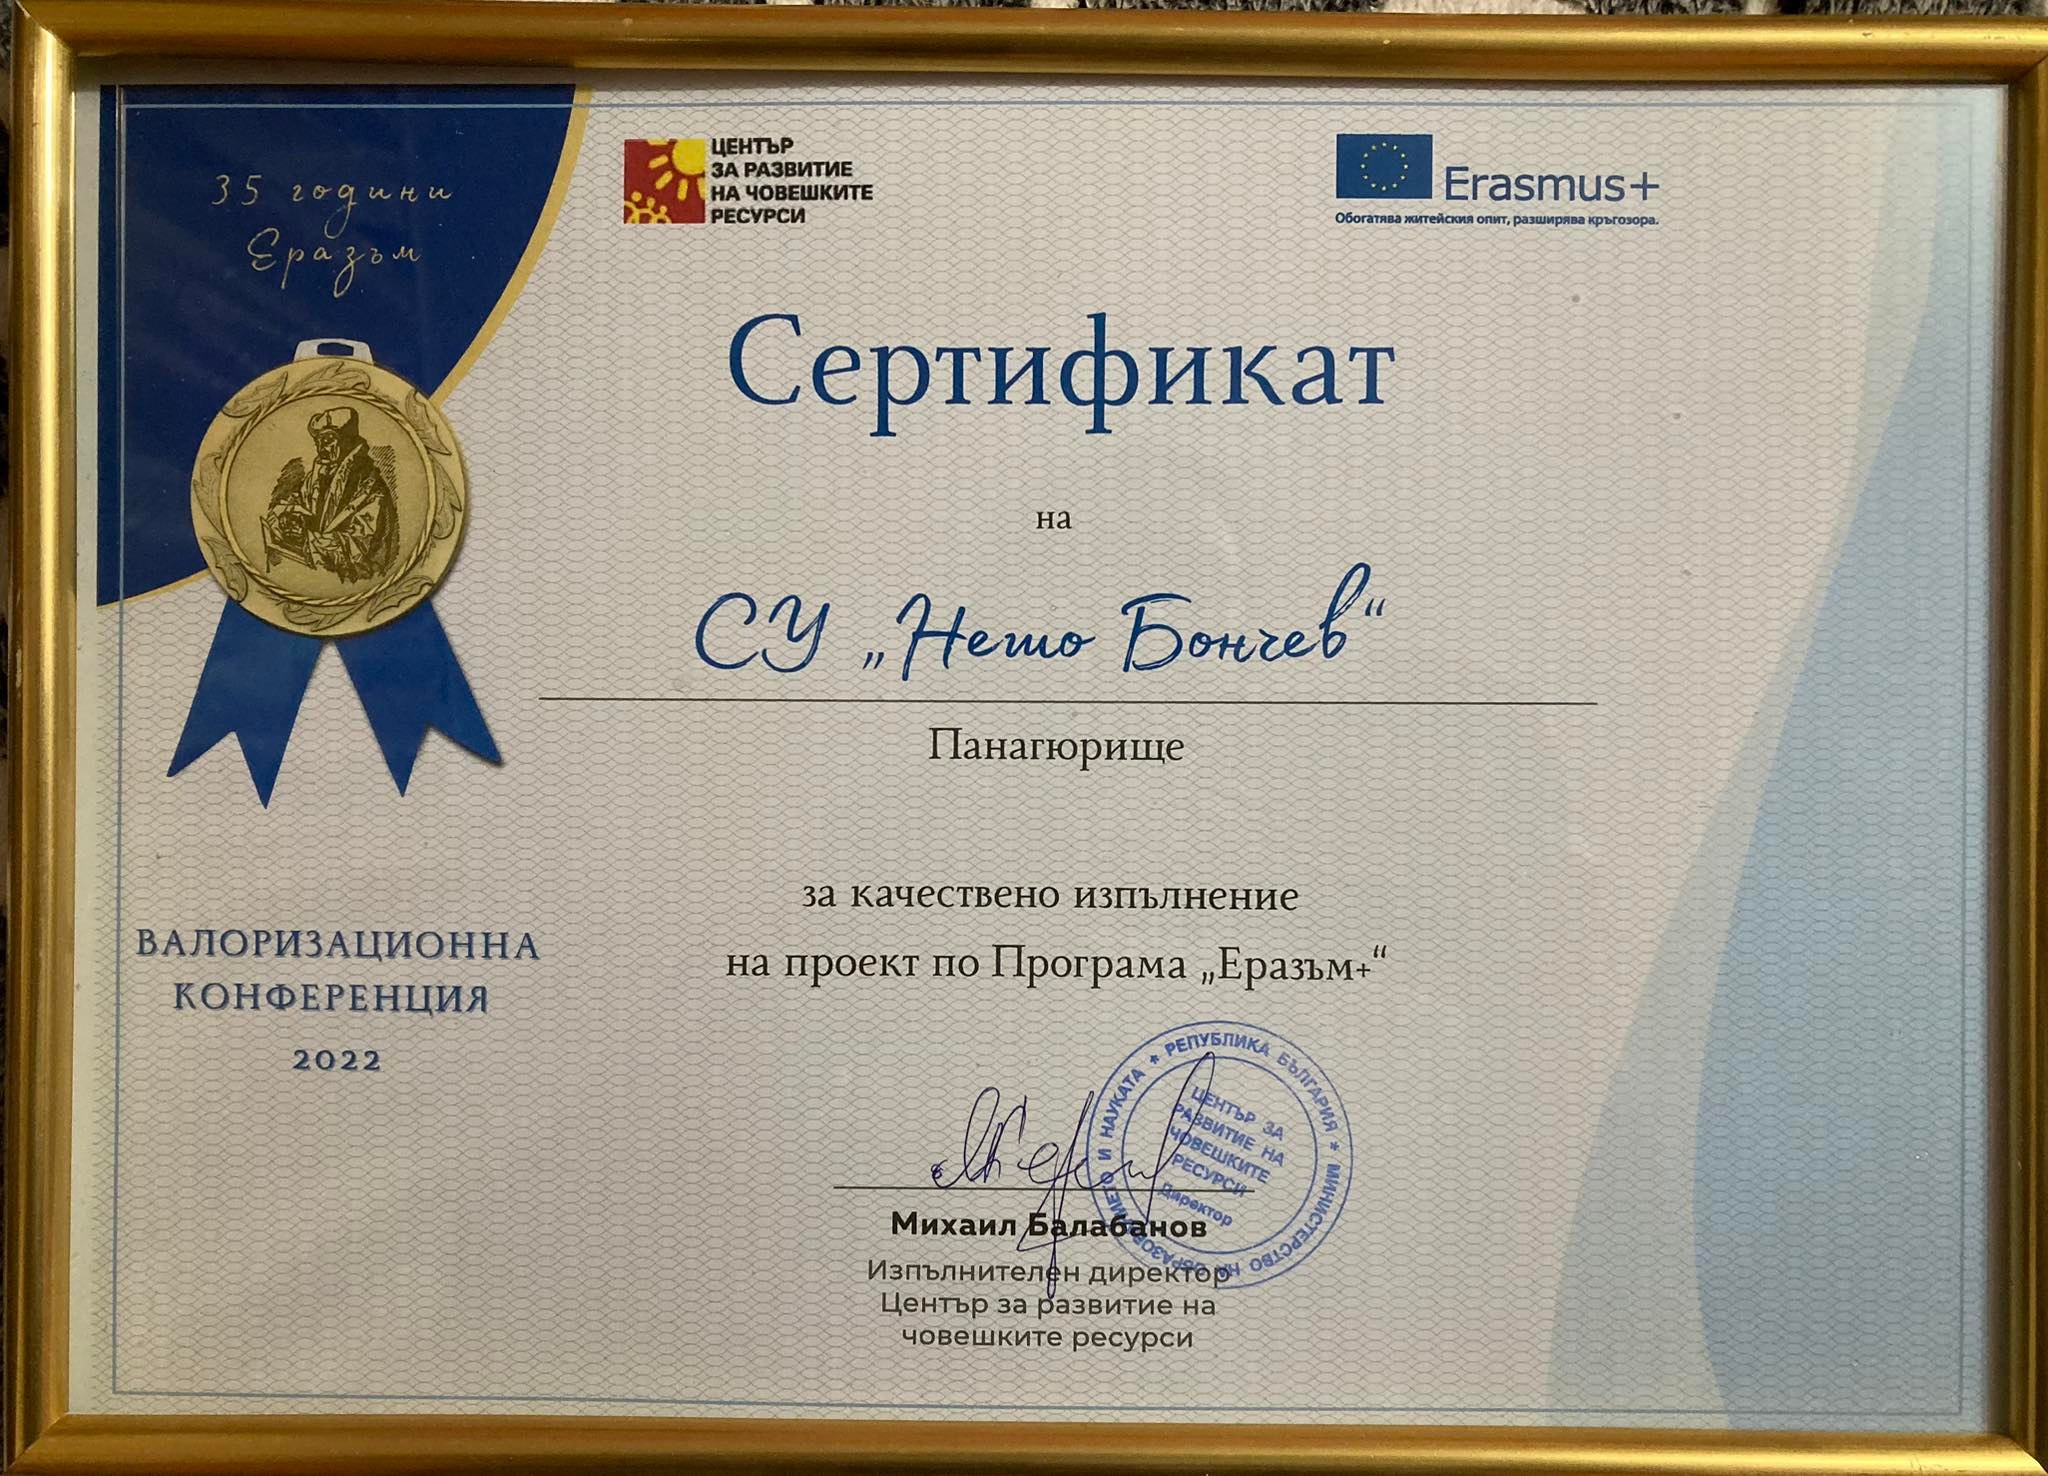 35 години
Еразъм
ЦЕНТЪР
ЗА РАЗВИТИЕ
НА ЧОВЕШКИТЕ
РЕСУРСИ
Erasmus+
Обогатява житейския опит, разширява кръгозора.
Сертификат
на
СУ „Нешо Бончев“
Панагюрище
за качествено изпълнение
на проект по Програма „Еразъм+“
ВАЛОРИЗАЦИОННА
КОНФЕРЕНЦИЯ
2022
Михаил Балабанов
Изпълнителен директор
Център за развитие на
човешките ресурси
* РЕПУБЛИКА БЪЛГАРИЯ * МИНИСТЕРСТВО НА ОБРАЗОВАНИЕТО И НАУКАТА
ЦЕНТЪР ЗА
РАЗВИТИЕ НА
ЧОВЕШКИТЕ
РЕСУРСИ
Директор